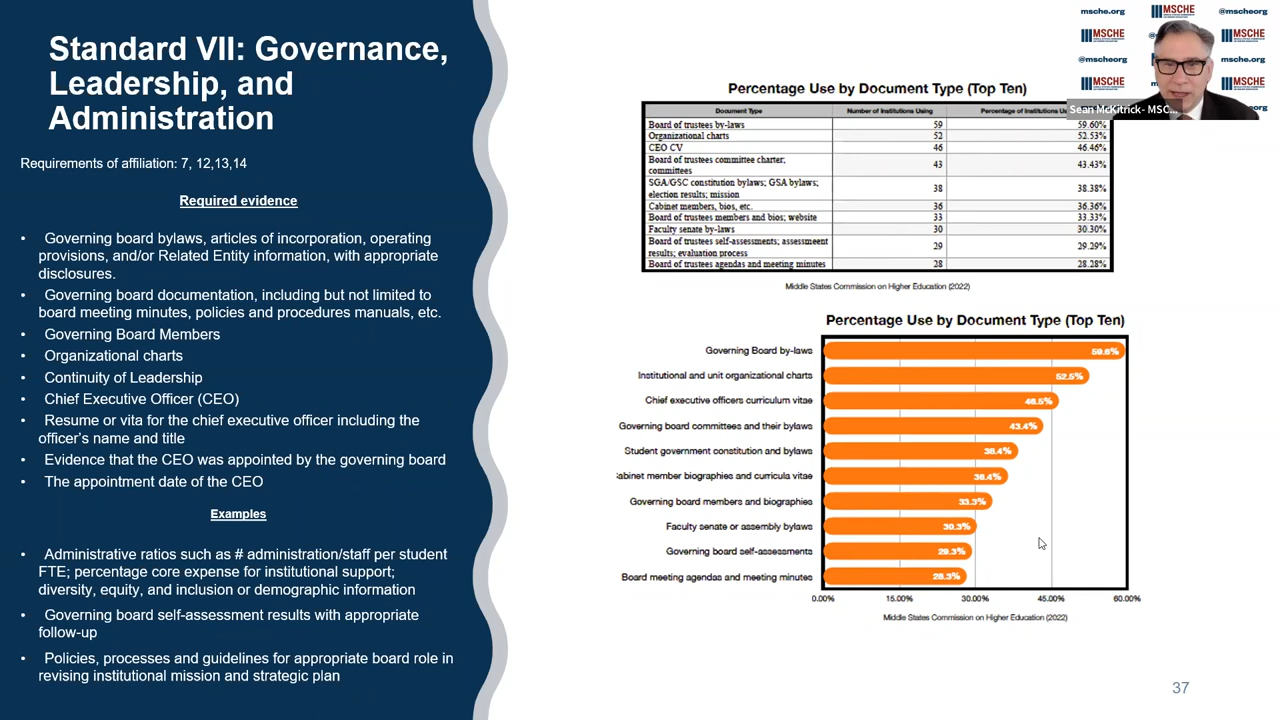 Standard VII: Governance,
Leadership, and
Administration
Requirements of affiliation: 7, 12,13,14
Required evidence
• Governing board bylaws, articles of incorporation, operating
provisions, and/or Related Entity information, with appropriate
disclosures.
• Governing board documentation, including but not limited to
board meeting minutes, policies and procedures manuals, etc.
• Governing Board Members
• Organizational charts
• Continuity of Leadership
• Chief Executive Officer (CEO)
• Resume or vita for the chief executive officer including the
officer's name and title
• Evidence that the CEO was appointed by the governing board
• The appointment date of the CEO
Examples
• Administrative ratios such as # administration/staff per student
FTE; percentage core expense for institutional support;
diversity, equity, and inclusion or demographic information
• Governing board self-assessment results with appropriate
follow-up
• Policies, processes and guidelines for appropriate board role in
revising institutional mission and strategic plan
Percentage Use by Document Type (Top Ten)
Document Type Number of Institutions Using Percentage of Institutions
Board of trustees by-laws 59 59.60%
Organizational charts 52 52.53%
CEO CV 46 46.46%
Board of trustees committee charter;
committees 43 43.43%
SGA/GSC constitution bylaws; GSA bylaws;
election results; mission 38 38.38%
Cabinet members, bios, etc. 36 36.36%
Board of trustees members and bios; website 33 33.33%
Faculty senate by-laws 30 30.30%
Board of trustees self-assessments; assessment
results; evaluation process 29 29.29%
Board of trustees agendas and meeting minutes 28 28.28%
Middle States Commission on Higher Education (2022)
Percentage Use by Document Type (Top Ten)
Governing Board by-laws 59.6%
Institutional and unit organizational charts 52.5%
Chief executive officers curriculum vitae 46.5%
Governing board committees and their bylaws 43.4%
Student government constitution and bylaws 38.4%
abinet member biographies and curricula vitae 36.4%
Governing board members and biographies 33.3%
Faculty senate or assembly bylaws 30.3%
Governing board self-assessments 29.3%
Board meeting agendas and meeting minutes 28.3%
0.00% 15.00% 30.00% 45.00% 60.00%
Middle States Commission on Higher Education (2022)
37
msche.org MSCHE @mscheorg
MSCHE MSCHE
@mscheorg msche.org
MSCHE MSCHE
Sean McKitrick- MSC...